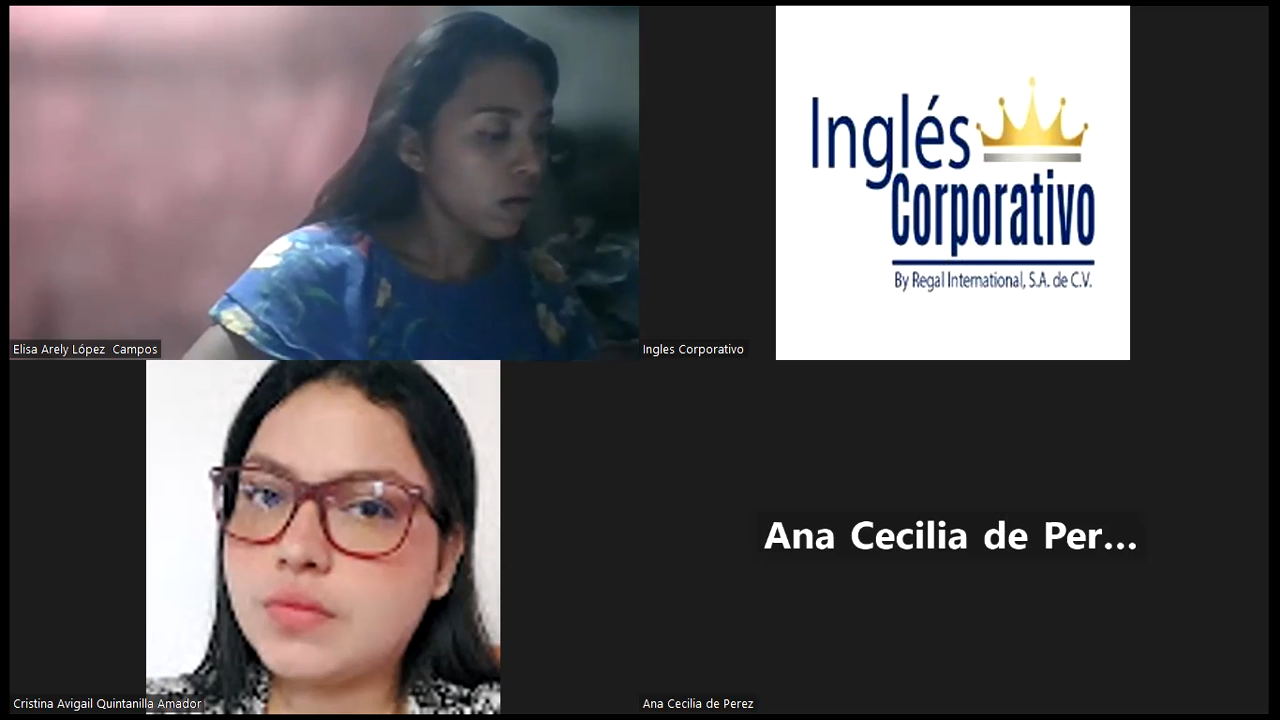 Inglés
Corporativo
By Regal International, S.A. de C.V.
Elisa Arely López Campos
Ingles Corporativo
Ana Cecilia de Per...
Cristina Avigail Quintanilla Amador
Ana Cecilia de Perez